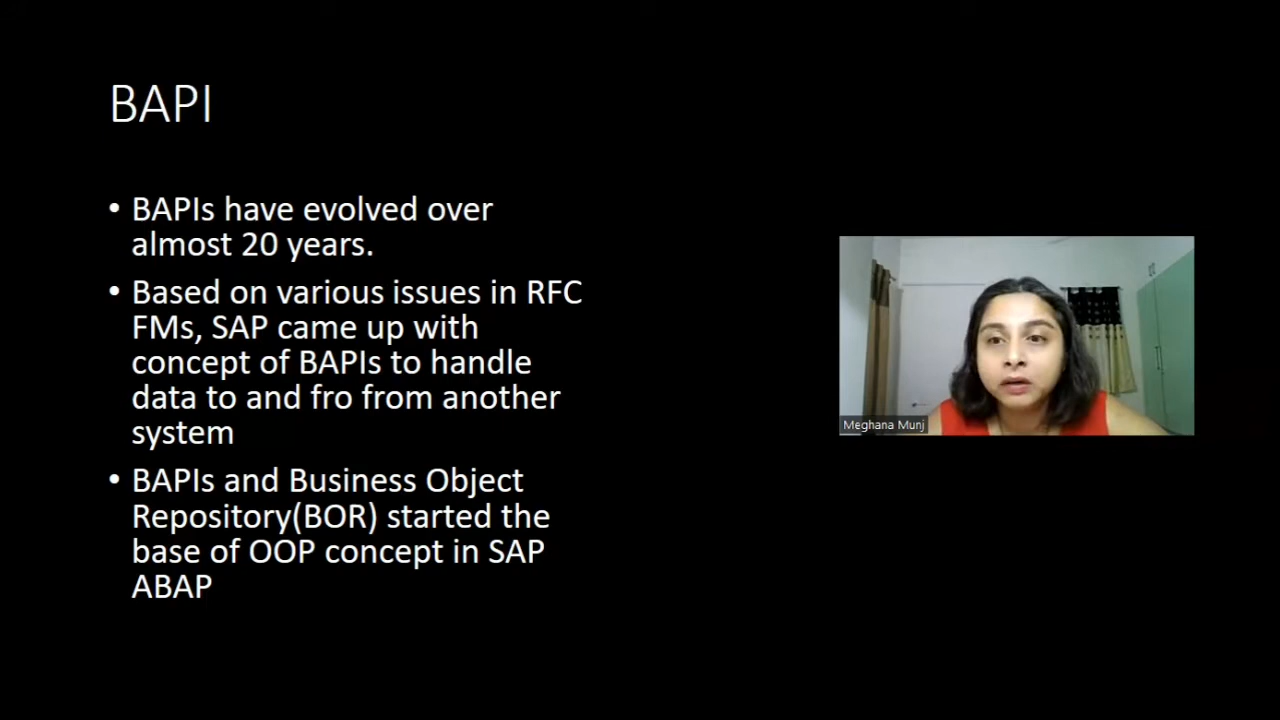 BAPI
• BAPIs have evolved over
almost 20 years.
• Based on various issues in RFC
FMs, SAP came up with
concept of BAPIs to handle
data to and fro from another
system
• BAPIs and Business Object
Repository(BOR) started the
base of OOP concept in SAP
ABAP
Meghana Munj